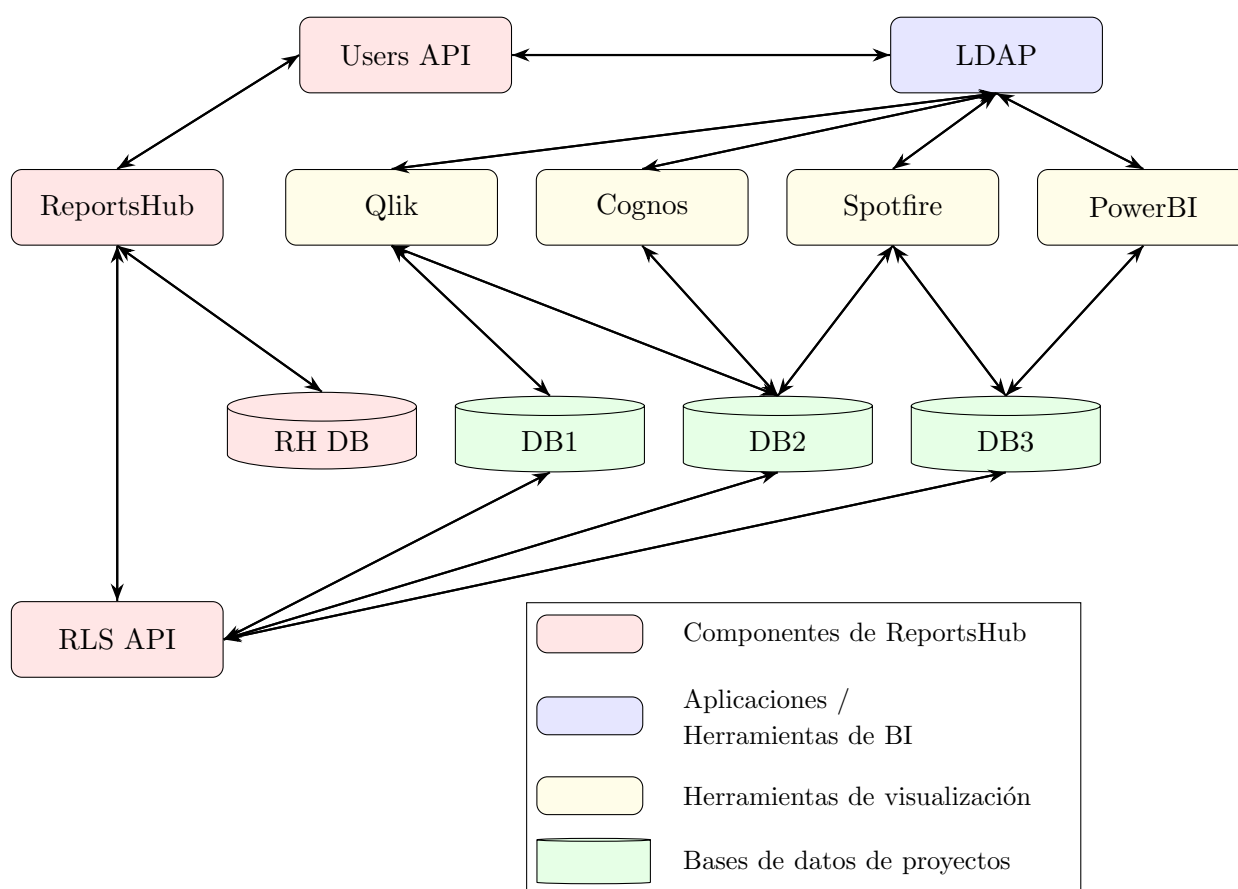 Users API
LDAP
ReportsHub
Qlik
Cognos
Spotfire
PowerBI
RH DB
DB1
DB2
DB3
RLS API
Componentes de ReportsHub
Aplicaciones /
Herramientas de BI
Herramientas de visualización
Bases de datos de proyectos